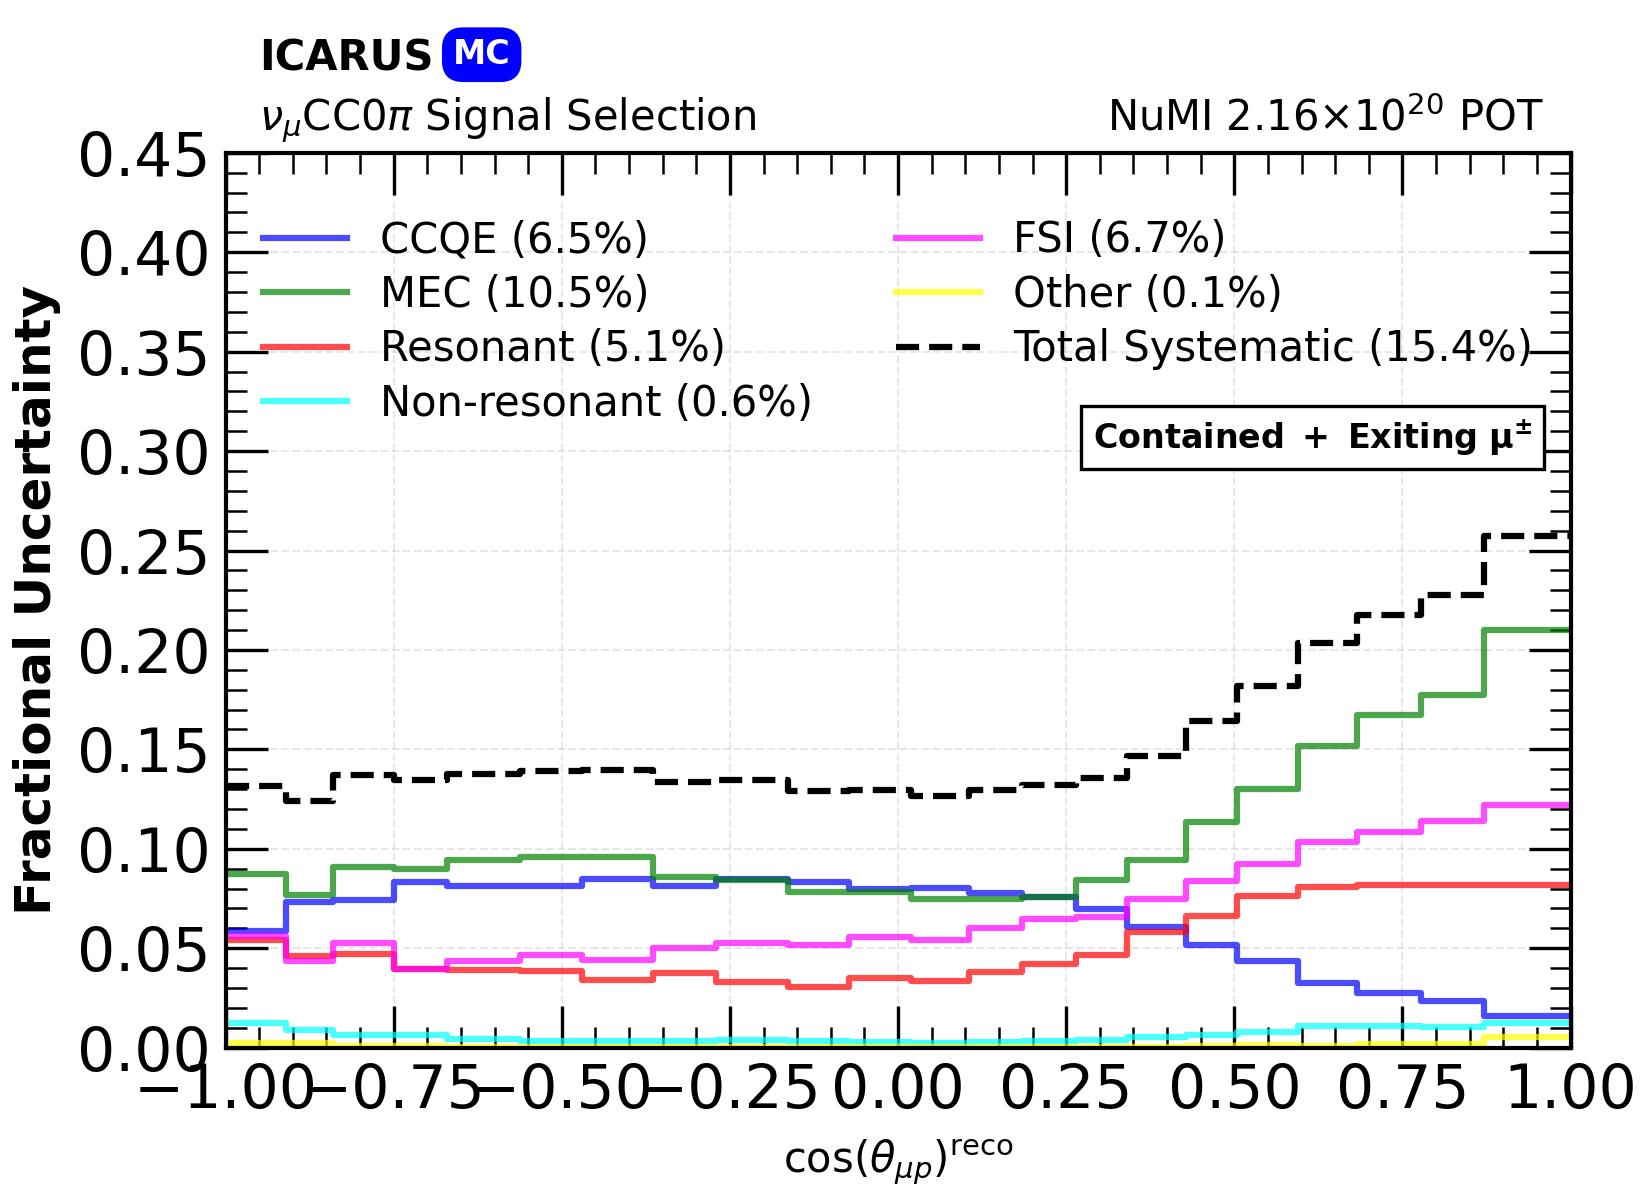 ICARUS MC
νμCC0π Signal Selection
NuMI 2.16×10²⁰ POT
Fractional Uncertainty
0.45
0.40
0.35
0.30
0.25
0.20
0.15
0.10
0.05
0.00
CCQE (6.5%)
MEC (10.5%)
Resonant (5.1%)
Non-resonant (0.6%)
FSI (6.7%)
Other (0.1%)
Total Systematic (15.4%)
Contained + Exiting μ±
−1.00 −0.75 −0.50 −0.25 0.00 0.25 0.50 0.75 1.00
cos(θμp)reco